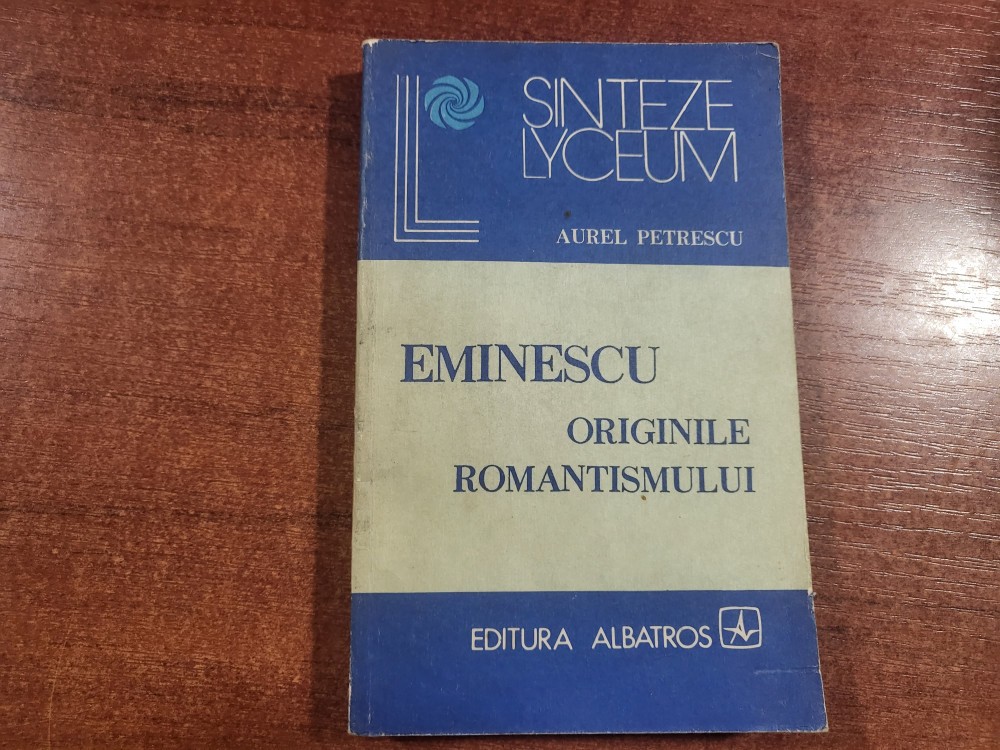 SINTEZE
LYCEUM
AUREL PETRESCU
EMINESCU
ORIGINILE
ROMANTISMULUI
EDITURA ALBATROS